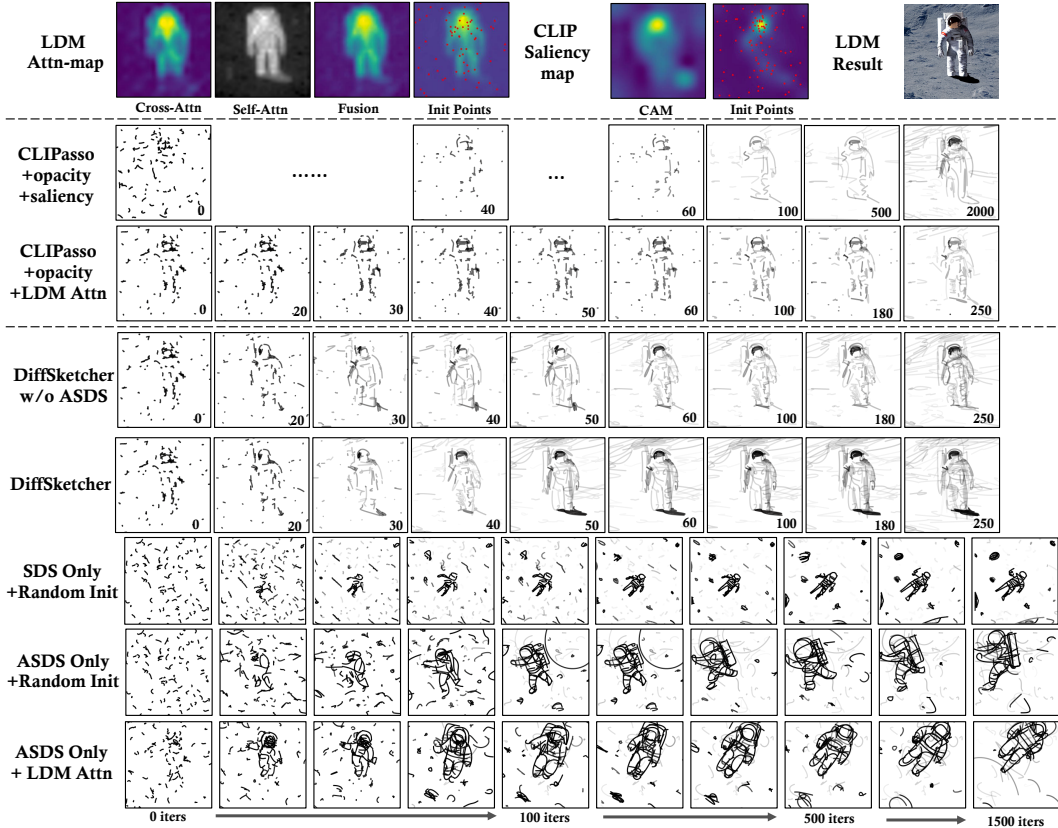 LDM
Attn-map
CLIP
Saliency
map
LDM
Result
Cross-Attn
Self-Attn
Fusion
Init Points
CAM
Init Points
CLIPasso
+opacity
+saliency
0
......
40
...
60
100
500
2000
CLIPasso
+opacity
+LDM Attn
0
20
30
40
50
60
100
180
250
DiffSketcher
w/o ASDS
0
20
30
40
50
60
100
180
250
DiffSketcher
0
20
30
40
50
60
100
180
250
SDS Only
+Random Init
ASDS Only
+Random Init
ASDS Only
+ LDM Attn
0 iters
100 iters
500 iters
1500 iters